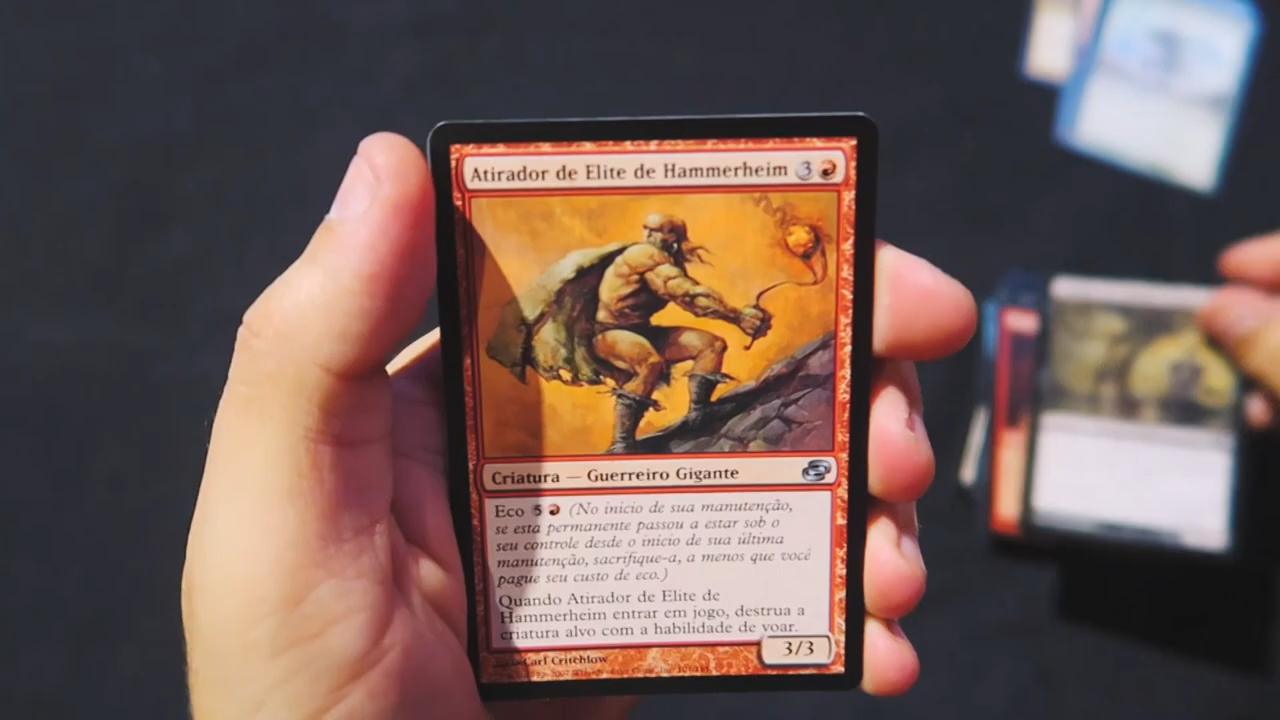 Atirador de Elite de Hammerheim 3
Criatura — Guerreiro Gigante
Eco 5 (No início de sua manutenção,
se esta permanente passou a estar sob o
seu controle desde o início de sua última
manutenção, sacrifique-a, a menos que você
pague seu custo de eco.)
Quando Atirador de Elite de
Hammerheim entrar em jogo, destrua a
criatura alvo com a habilidade de voar.
3/3
Carl Critchlow